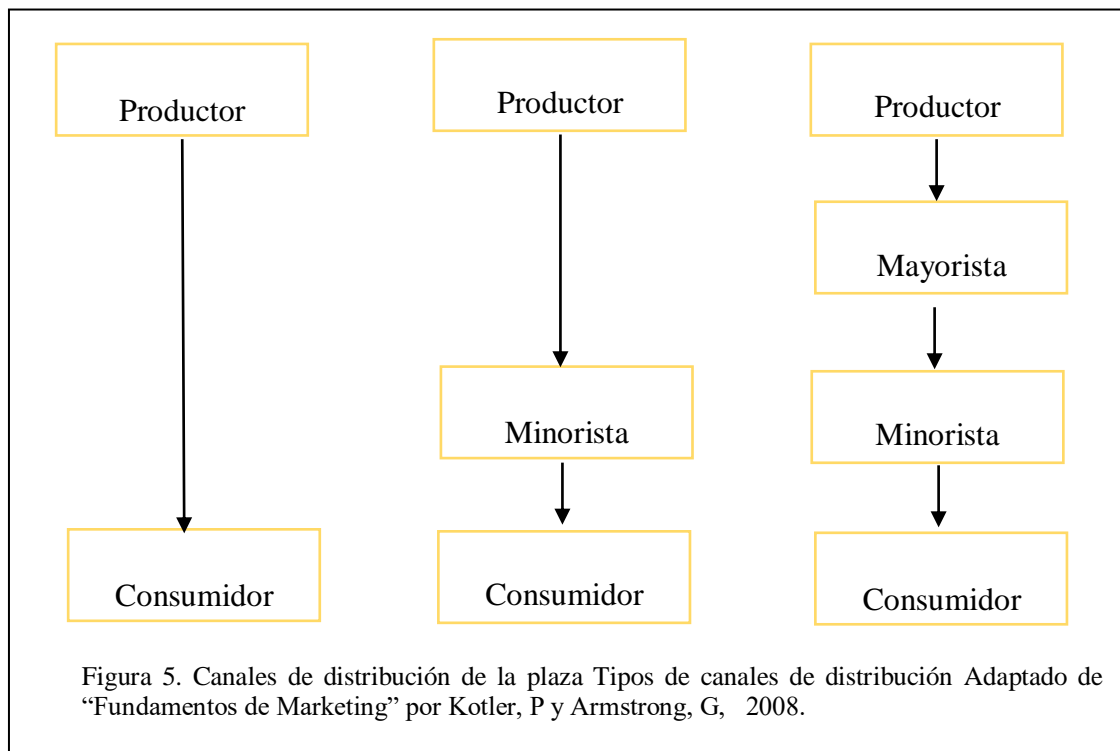 Productor
Consumidor
Productor
Minorista
Consumidor
Productor
Mayorista
Minorista
Consumidor
Figura 5. Canales de distribución de la plaza Tipos de canales de distribución Adaptado de
“Fundamentos de Marketing” por Kotler, P y Armstrong, G, 2008.